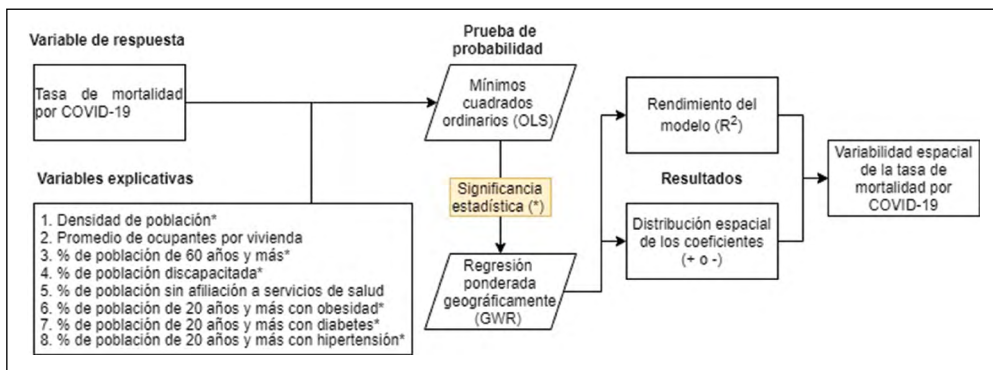 Variable de respuesta
Tasa de mortalidad
por COVID-19
Variables explicativas
1. Densidad de población*
2. Promedio de ocupantes por vivienda
3. % de población de 60 años y más*
4. % de población discapacitada*
5. % de población sin afiliación a servicios de salud
6. % de población de 20 años y más con obesidad*
7. % de población de 20 años y más con diabetes*
8. % de población de 20 años y más con hipertensión*
Prueba de
probabilidad
Mínimos
cuadrados
ordinarios (OLS)
Significancia
estadística (*)
Regresión
ponderada
geográficamente
(GWR)
Rendimiento del
modelo (R²)
Resultados
Distribución espacial
de los coeficientes
(+ o -)
Variabilidad espacial
de la tasa de
mortalidad por
COVID-19